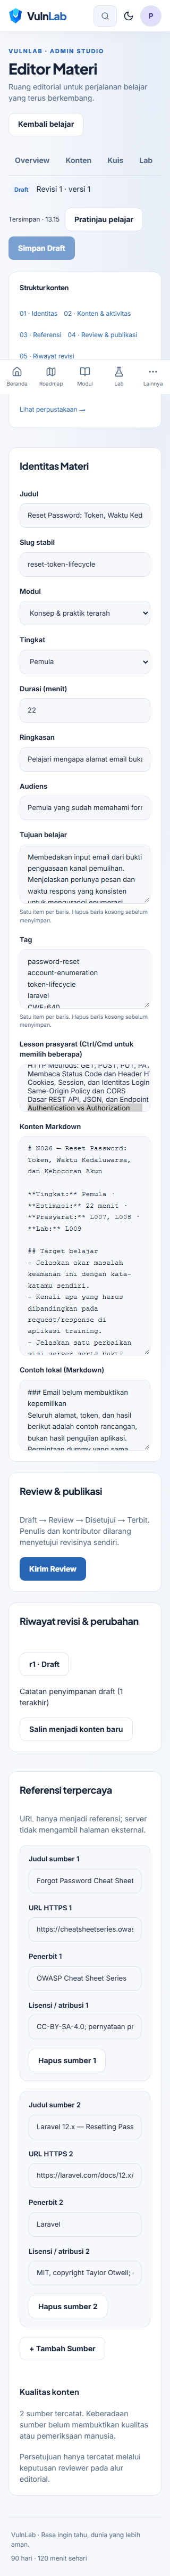 VulnLab
P
VULNLAB · ADMIN STUDIO
Editor Materi
Ruang editorial untuk perjalanan belajar
yang terus berkembang.
Kembali belajar
Overview Konten Kuis Lab
Draft Revisi 1 · versi 1
Tersimpan · 13.15 Pratinjau pelajar
Simpan Draft
Struktur konten
01 · Identitas 02 · Konten & aktivitas
03 · Referensi 04 · Review & publikasi
05 · Riwayat revisi
Beranda Roadmap Modul Lab Lainnya
Lihat perpustakaan →
Identitas Materi
Judul
Reset Password: Token, Waktu Ked
Slug stabil
reset-token-lifecycle
Modul
Konsep & praktik terarah
Tingkat
Pemula
Durasi (menit)
22
Ringkasan
Pelajari mengapa alamat email buka
Audiens
Pemula yang sudah memahami forr
Tujuan belajar
Membedakan input email dari bukti
penguasaan kanal pemulihan.
Menjelaskan perlunya pesan dan
waktu respons yang konsisten
untuk mengurangi enumerasi
Satu item per baris. Hapus baris kosong sebelum
menyimpan.
Tag
password-reset
account-enumeration
token-lifecycle
laravel
CWE-640
Satu item per baris. Hapus baris kosong sebelum
menyimpan.
Lesson prasyarat (Ctrl/Cmd untuk
memilih beberapa)
HTTP Methods: GET, POST, PUT, PA
Membaca Status Code dan Header H
Cookies, Session, dan Identitas Login
Same-Origin Policy dan CORS
Dasar REST API, JSON, dan Endpoint
Authentication vs Authorization
Konten Markdown
# N026 — Reset Password:
Token, Waktu Kedaluwarsa,
dan Kebocoran Akun
**Tingkat:** Pemula ·
**Estimasi:** 22 menit ·
**Prasyarat:** L007, L008 ·
**Lab:** L009
## Target belajar
- Jelaskan akar masalah
keamanan ini dengan kata-
katamu sendiri.
- Kenali apa yang harus
dibandingkan pada
request/response di
aplikasi training.
- Jelaskan satu perbaikan
sisi server serta bukti
Contoh lokal (Markdown)
### Email belum membuktikan
kepemilikan
Seluruh alamat, token, dan hasil
berikut adalah contoh rancangan,
bukan hasil pengujian aplikasi.
Permintaan dummy yang sama
Review & publikasi
Draft → Review → Disetujui → Terbit.
Penulis dan kontributor dilarang
menyetujui revisinya sendiri.
Kirim Review
Riwayat revisi & perubahan
r1 · Draft
Catatan penyimpanan draft (1
terakhir)
Salin menjadi konten baru
Referensi terpercaya
URL hanya menjadi referensi; server
tidak mengambil halaman eksternal.
Judul sumber 1
Forgot Password Cheat Sheet
URL HTTPS 1
https://cheatsheetseries.owas
Penerbit 1
OWASP Cheat Sheet Series
Lisensi / atribusi 1
CC-BY-SA-4.0; pernyataan pr
Hapus sumber 1
Judul sumber 2
Laravel 12.x — Resetting Pass
URL HTTPS 2
https://laravel.com/docs/12.x/
Penerbit 2
Laravel
Lisensi / atribusi 2
MIT, copyright Taylor Otwell; c
Hapus sumber 2
+ Tambah Sumber
Kualitas konten
2 sumber tercatat. Keberadaan
sumber belum membuktikan kualitas
atau pemeriksaan manusia.
Persetujuan hanya tercatat melalui
keputusan reviewer pada alur
editorial.
VulnLab · Rasa ingin tahu, dunia yang lebih
aman.
90 hari · 120 menit sehari